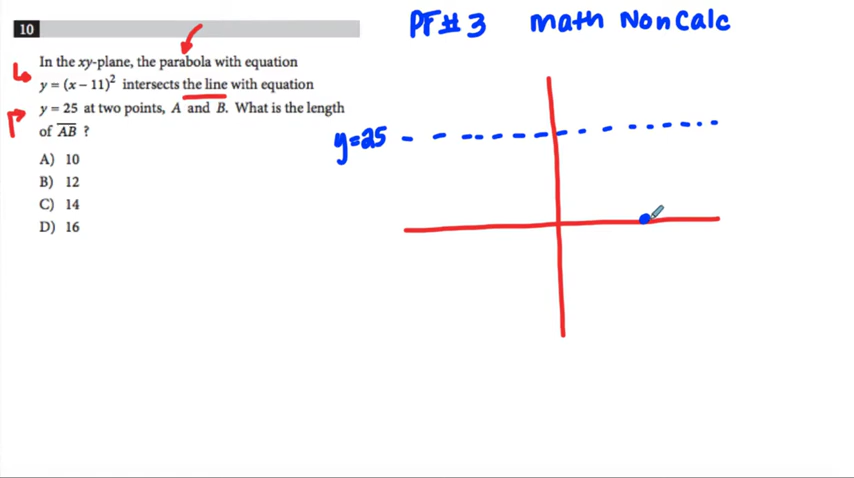 PF# 3 math NonCalc
10
In the xy-plane, the parabola with equation
y = (x − 11)² intersects the line with equation
y = 25 at two points, A and B. What is the length
of A̅B̅ ?
A) 10
B) 12
C) 14
D) 16
y=25